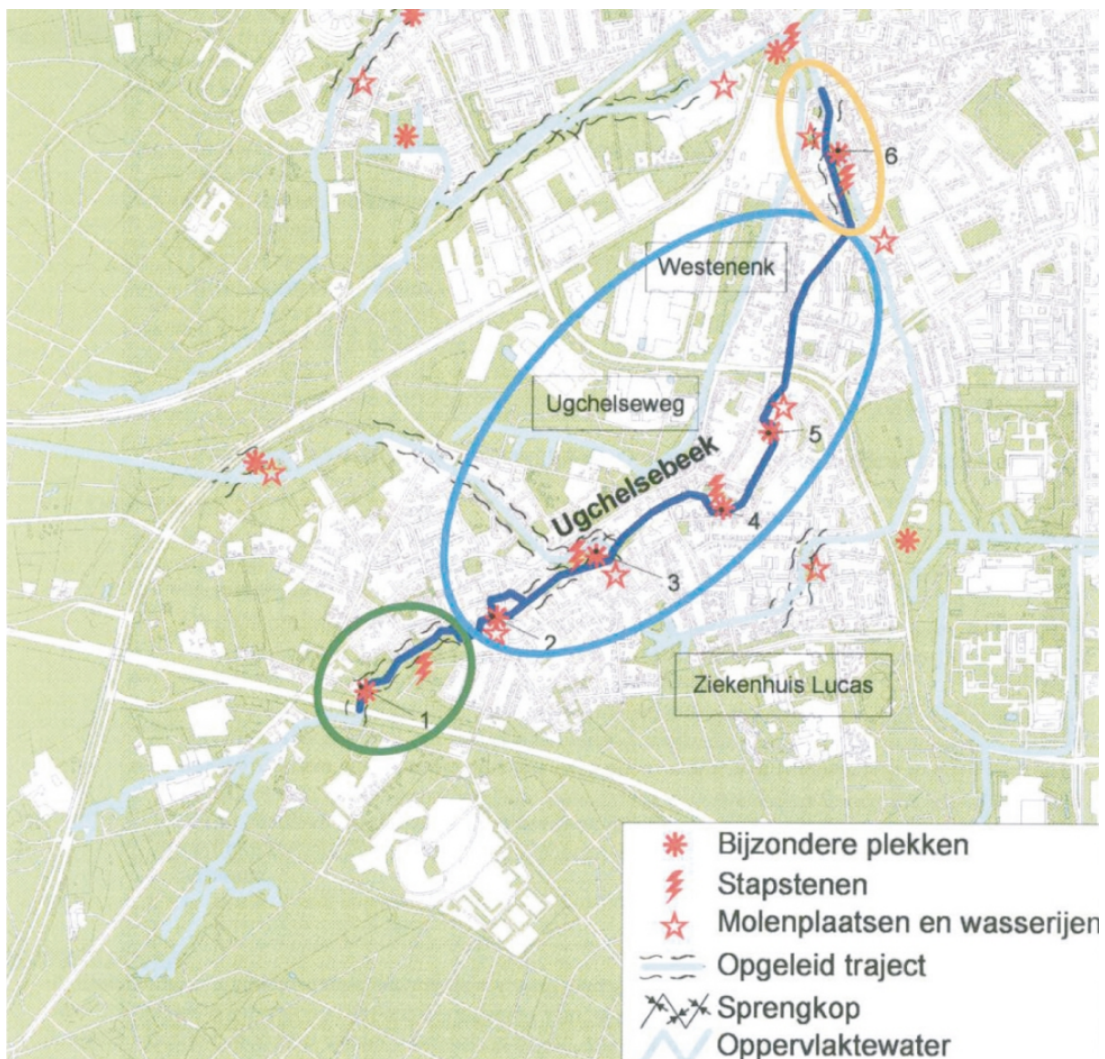 6
Westenenk
Ugchelseweg
5
Ugchelsebeek
4
3
2
Ziekenhuis Lucas
1
Bijzondere plekken
Stapstenen
Molenplaatsen en wasserijen
Opgeleid traject
Sprengkop
Oppervlaktewater